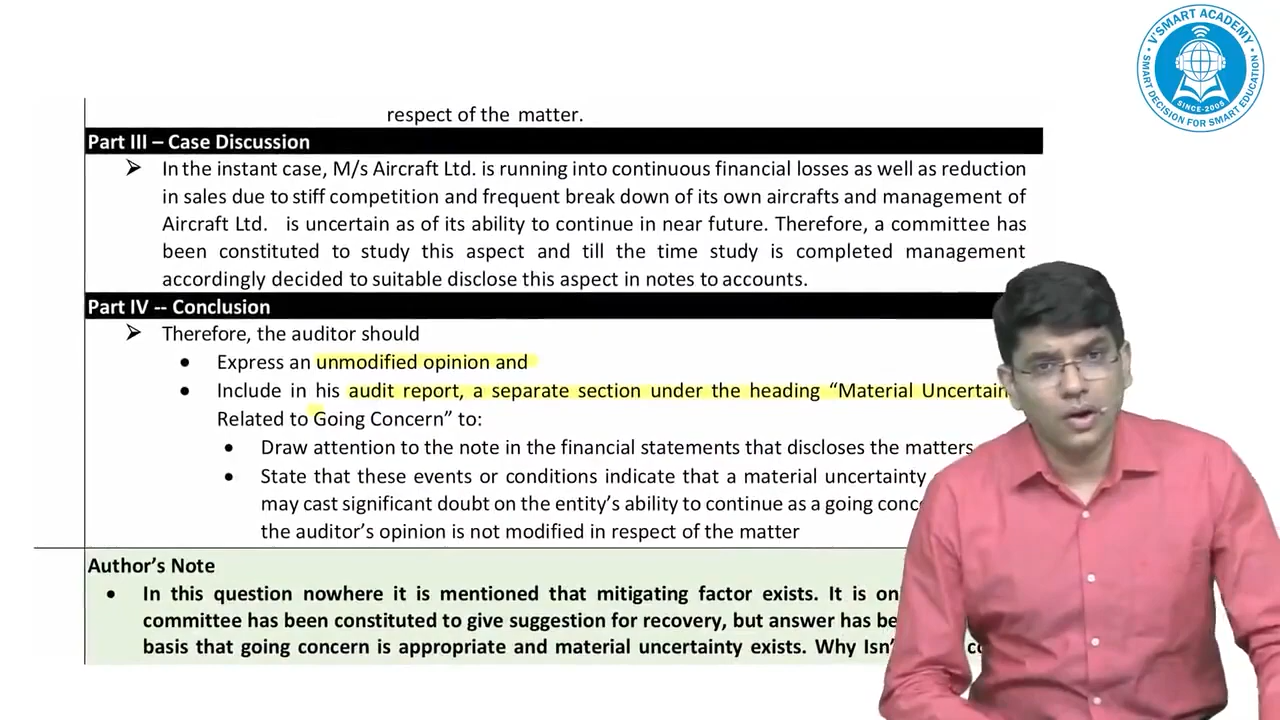 V'SMART ACADEMY
SINCE-2005
SMART DECISION FOR SMART EDUCATION
respect of the matter.
Part III – Case Discussion
➢ In the instant case, M/s Aircraft Ltd. is running into continuous financial losses as well as reduction
in sales due to stiff competition and frequent break down of its own aircrafts and management of
Aircraft Ltd. is uncertain as of its ability to continue in near future. Therefore, a committee has
been constituted to study this aspect and till the time study is completed management
accordingly decided to suitable disclose this aspect in notes to accounts.
Part IV -- Conclusion
➢ Therefore, the auditor should
• Express an unmodified opinion and
• Include in his audit report, a separate section under the heading “Material
Related to Going Concern” to:
• Draw attention to the note in the financial statements that discloses the matters
• State that these events or conditions indicate that a material uncertainty
may cast significant doubt on the entity’s ability to continue as a going
the auditor’s opinion is not modified in respect of the matter
Author’s Note
• In this question nowhere it is mentioned that mitigating factor exists. It is
committee has been constituted to give suggestion for recovery, but answer has
basis that going concern is appropriate and material uncertainty exists. Why